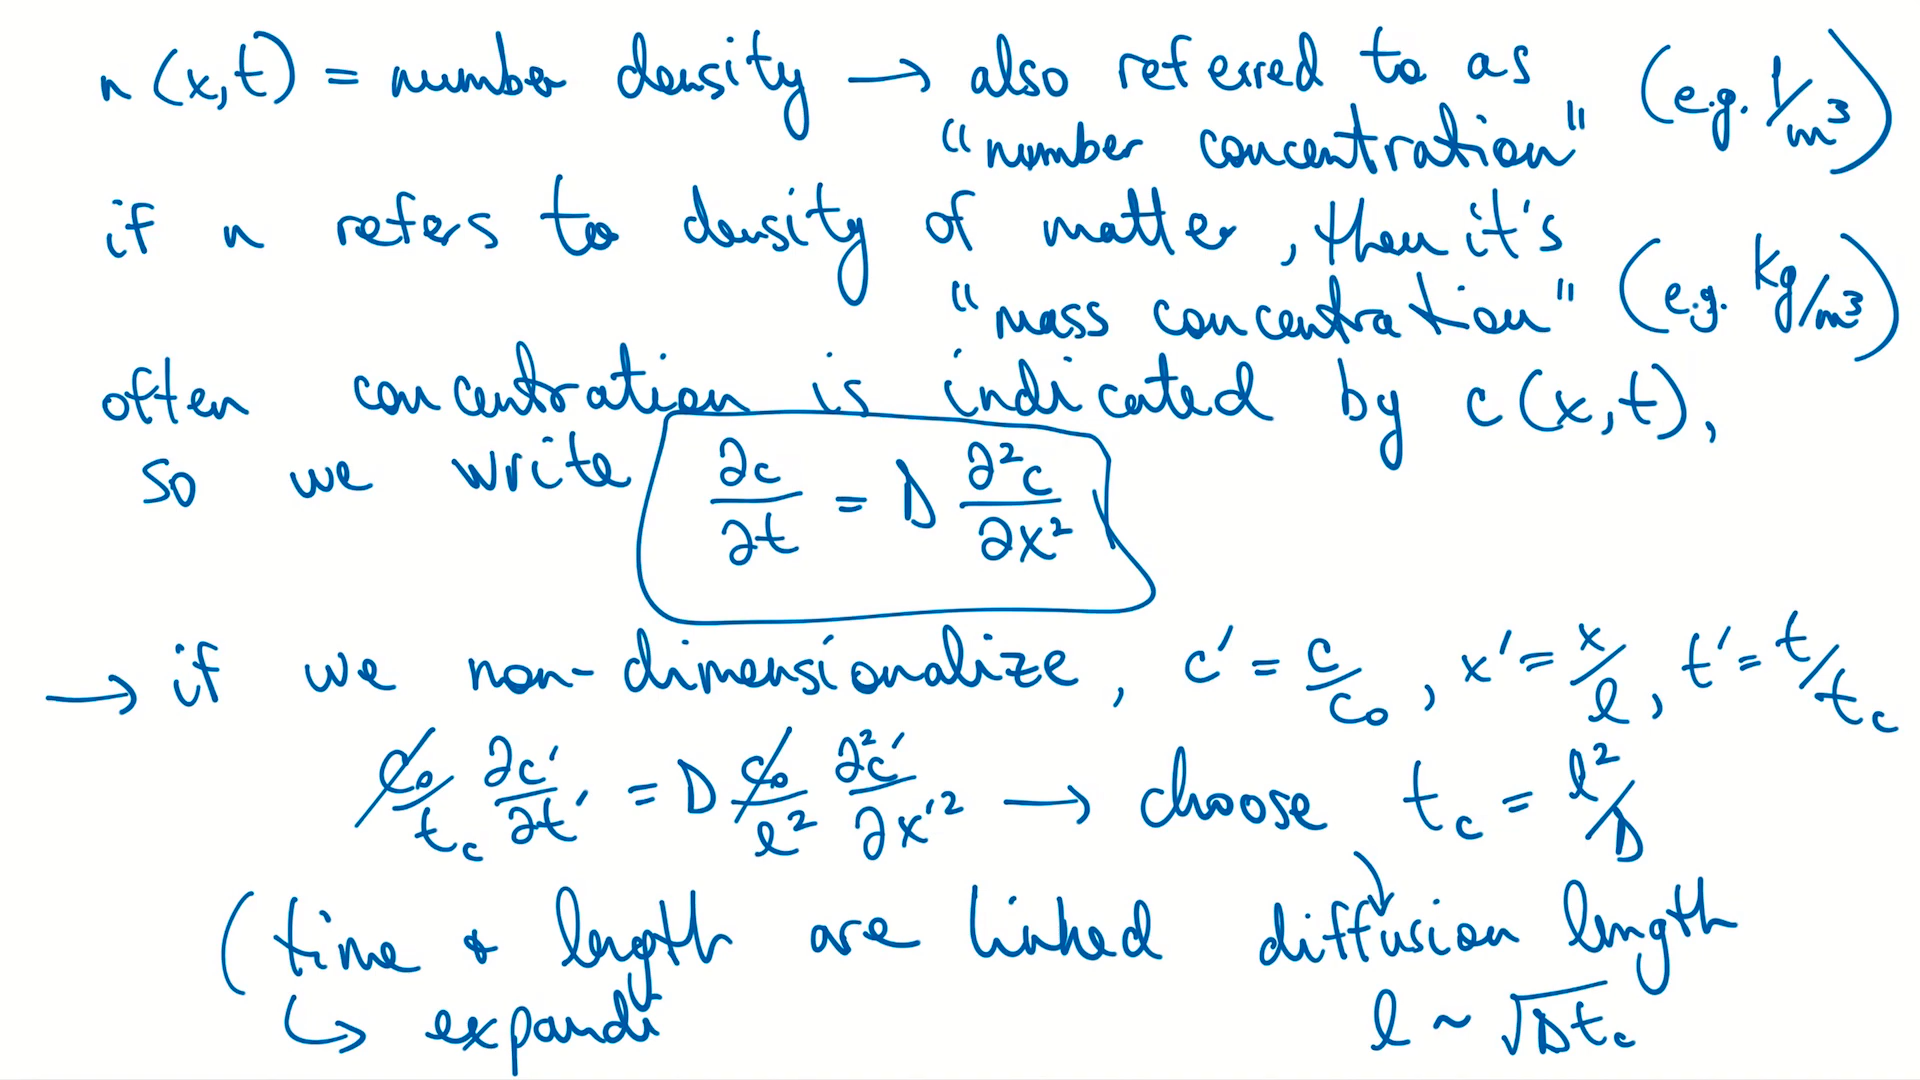 n(x,t) = number density → also referred to as (e.g. 1/m³)
"number concentration"
if n refers to density of matter, then it's
"mass concentration" (e.g. kg/m³)
often concentration is indicated by c(x,t),
so we write ∂c/∂t = D ∂²c/∂x²
→ if we non-dimensionalize, c' = c/c₀, x' = x/l, t' = t/t_c
c₀/t_c ∂c'/∂t' = D c₀/l² ∂²c'/∂x'² → choose t_c = l²/D
(time & length are linked diffusion length
↳ expandi l ~ √Dt_c